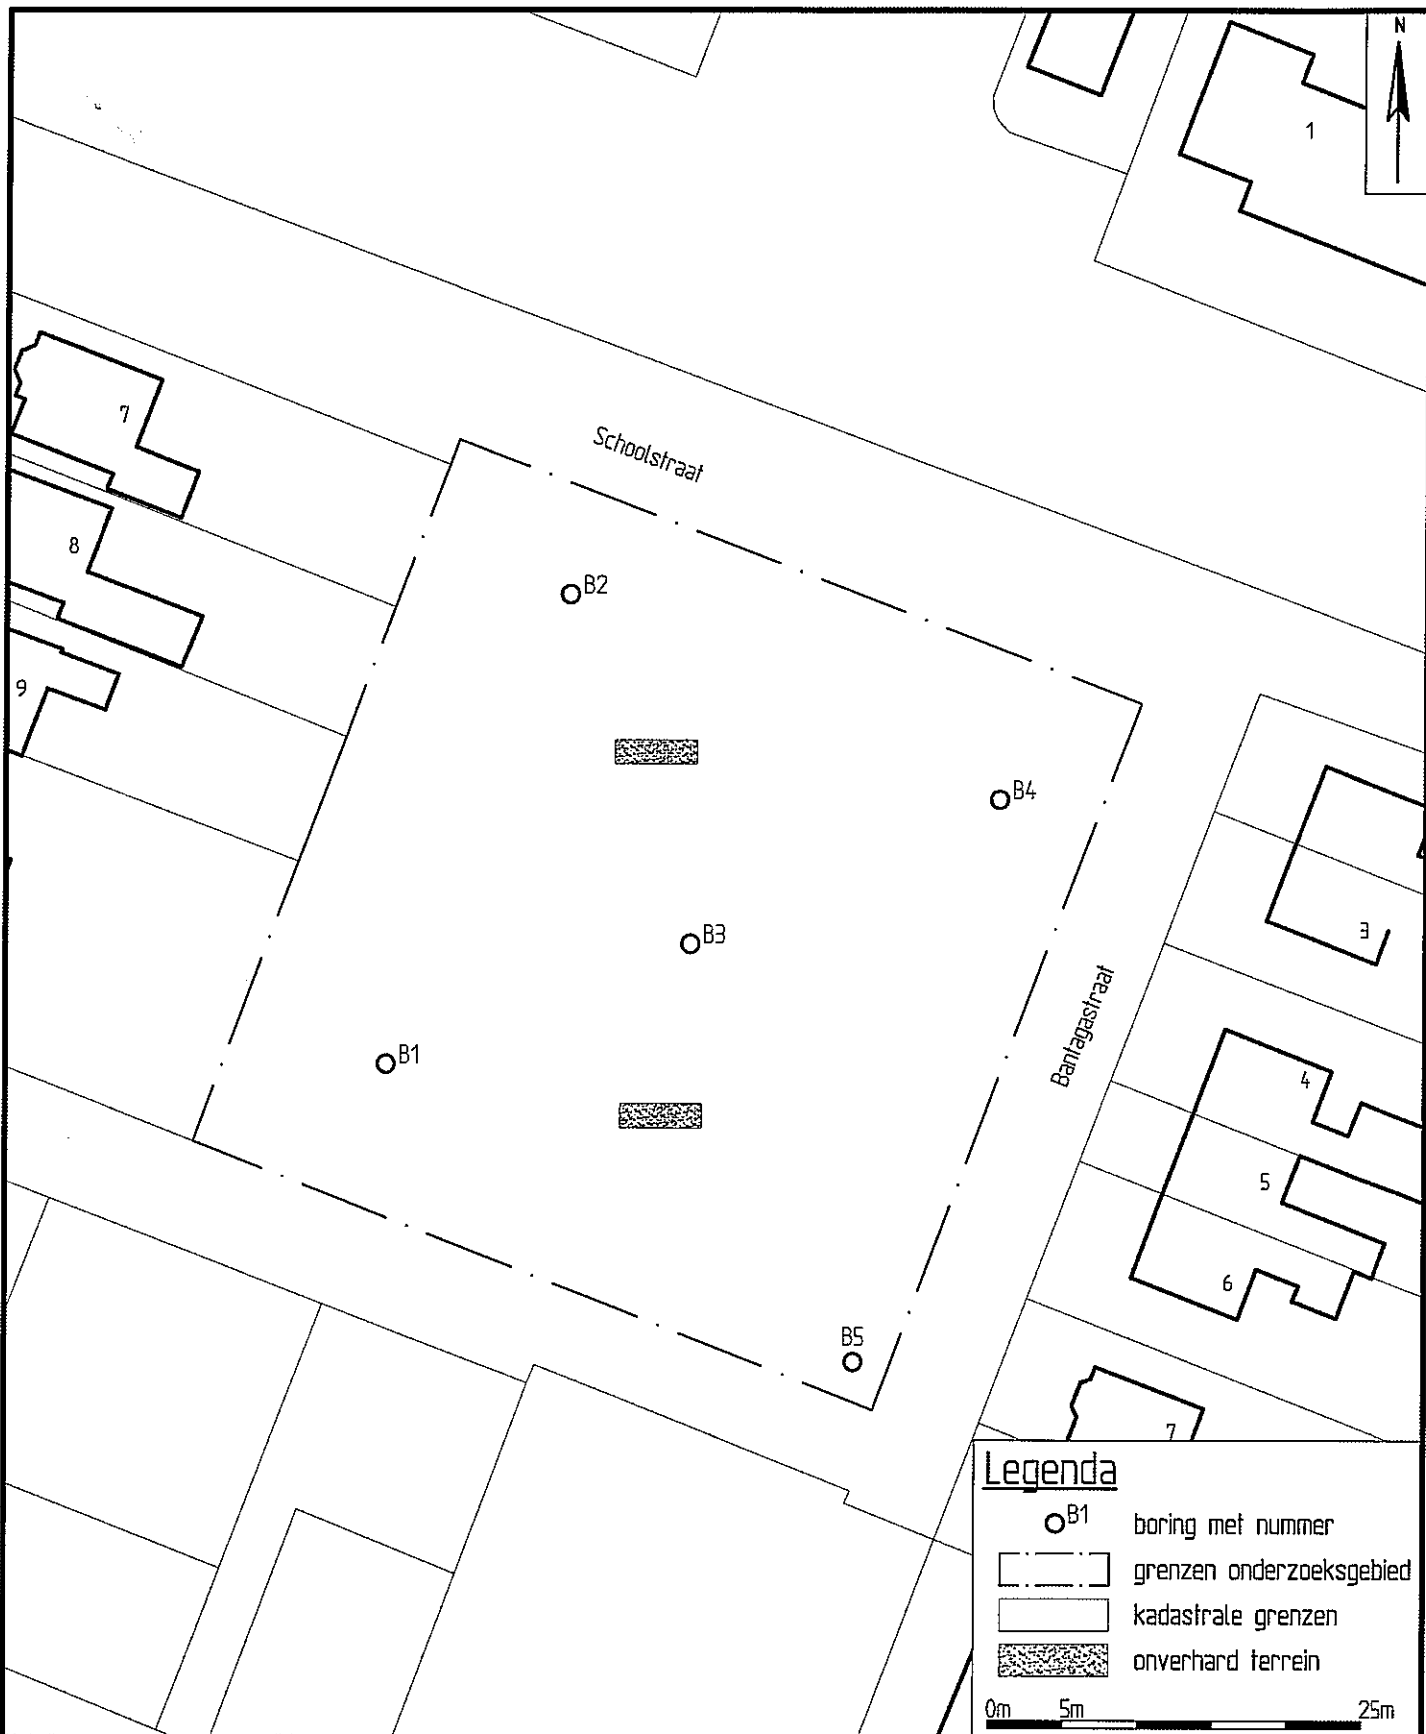 N
1
7
Schoolstraat
8
B2
9
B4
3
B3
Bantagastraat
B1
4
5
6
B5
7
Legenda
B1 boring met nummer
grenzen onderzoeksgebied
kadastrale grenzen
onverhard terrein
0m 5m 25m